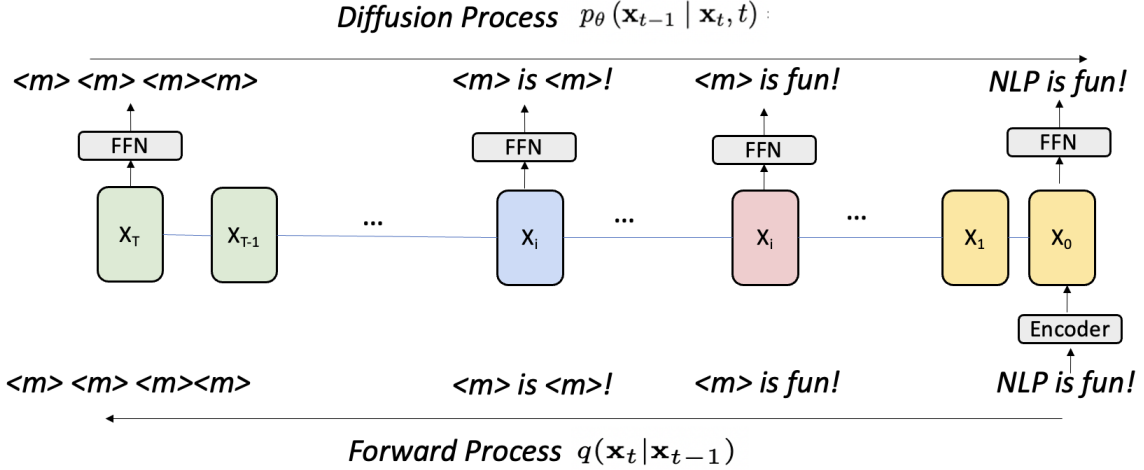 Diffusion Process pθ (x_{t−1} | x_t, t) :
<m> <m> <m><m> <m> is <m>! <m> is fun! NLP is fun!
FFN FFN FFN FFN
X_T X_{T-1} ... X_i ... X_i ... X_1 X_0
Encoder
<m> <m> <m><m> <m> is <m>! <m> is fun! NLP is fun!
Forward Process q(x_t|x_{t−1})